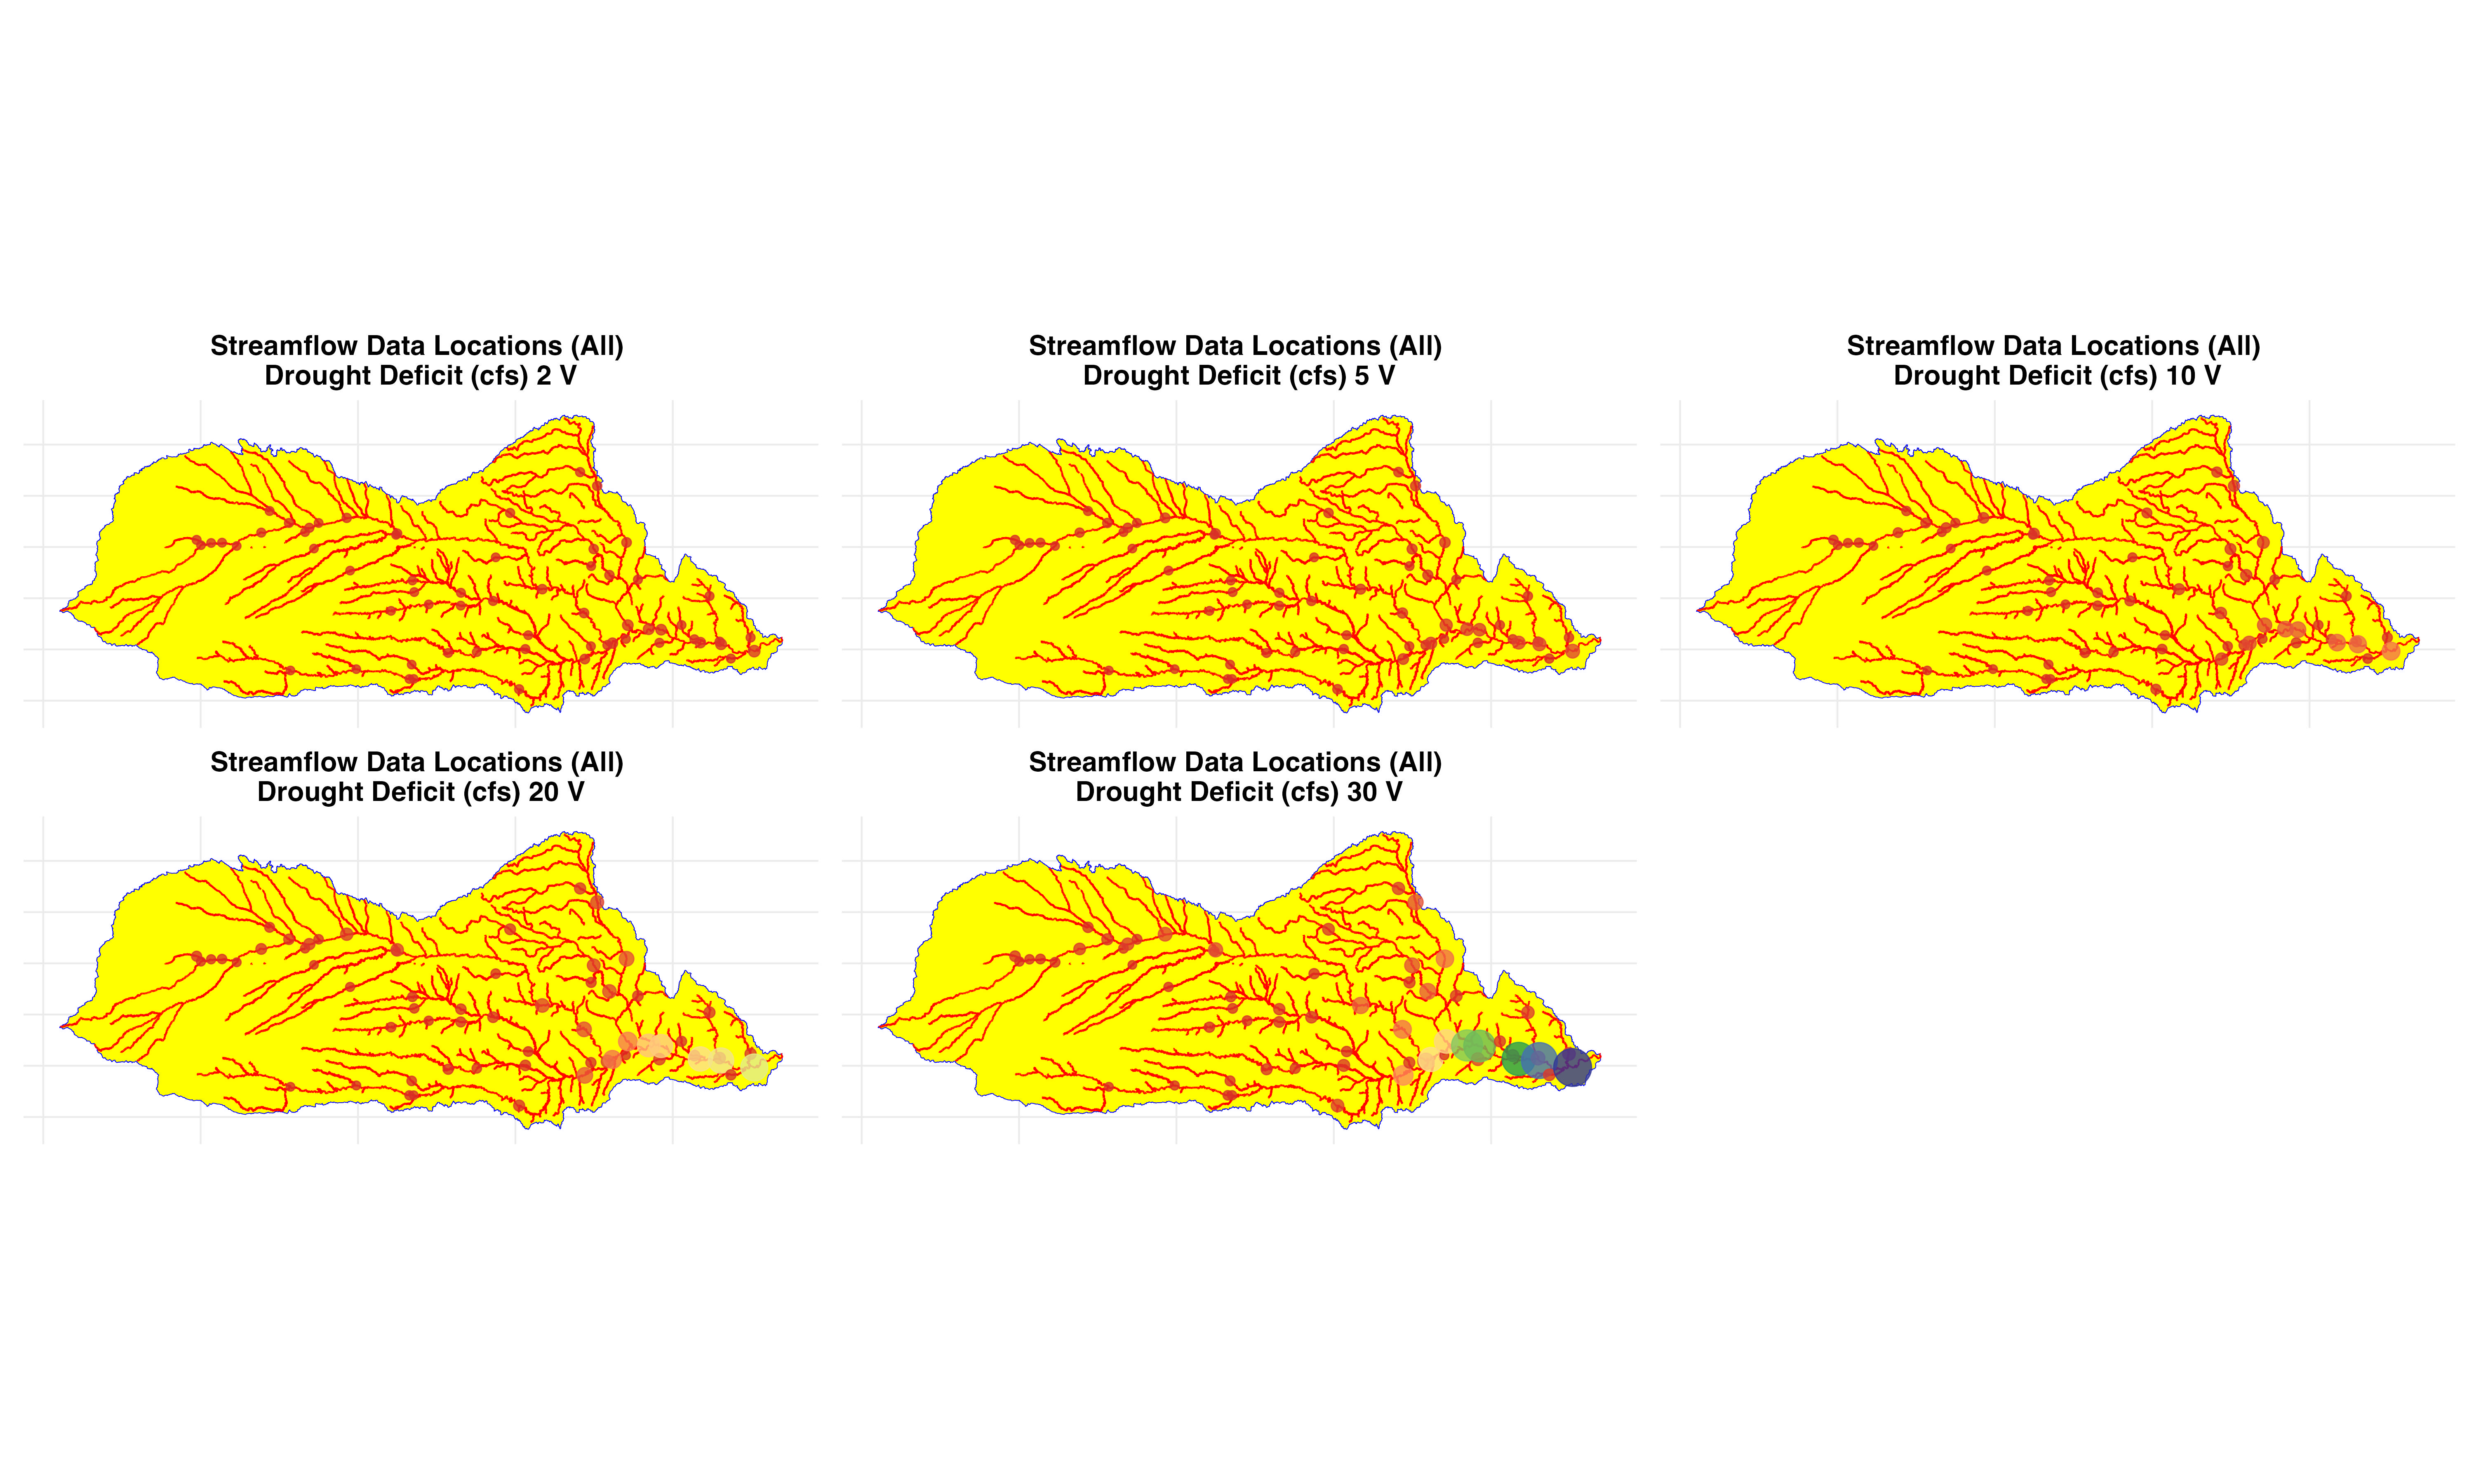 Streamflow Data Locations (All)
Drought Deficit (cfs) 2 V
Streamflow Data Locations (All)
Drought Deficit (cfs) 5 V
Streamflow Data Locations (All)
Drought Deficit (cfs) 10 V
Streamflow Data Locations (All)
Drought Deficit (cfs) 20 V
Streamflow Data Locations (All)
Drought Deficit (cfs) 30 V